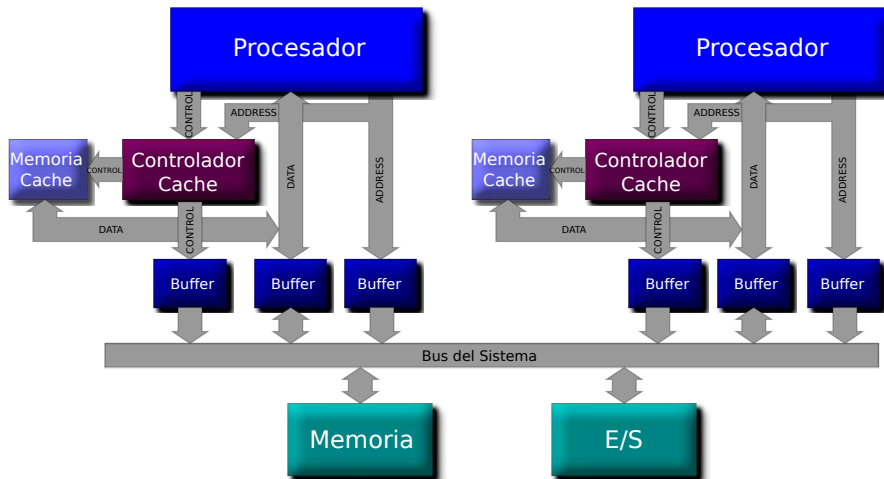 Procesador
Procesador
CONTROL
ADDRESS
CONTROL
ADDRESS
Memoria
Cache
CONTROL
Controlador
Cache
DATA
ADDRESS
Memoria
Cache
CONTROL
Controlador
Cache
DATA
ADDRESS
DATA
CONTROL
DATA
CONTROL
Buffer
Buffer
Buffer
Buffer
Buffer
Buffer
Bus del Sistema
Memoria
E/S